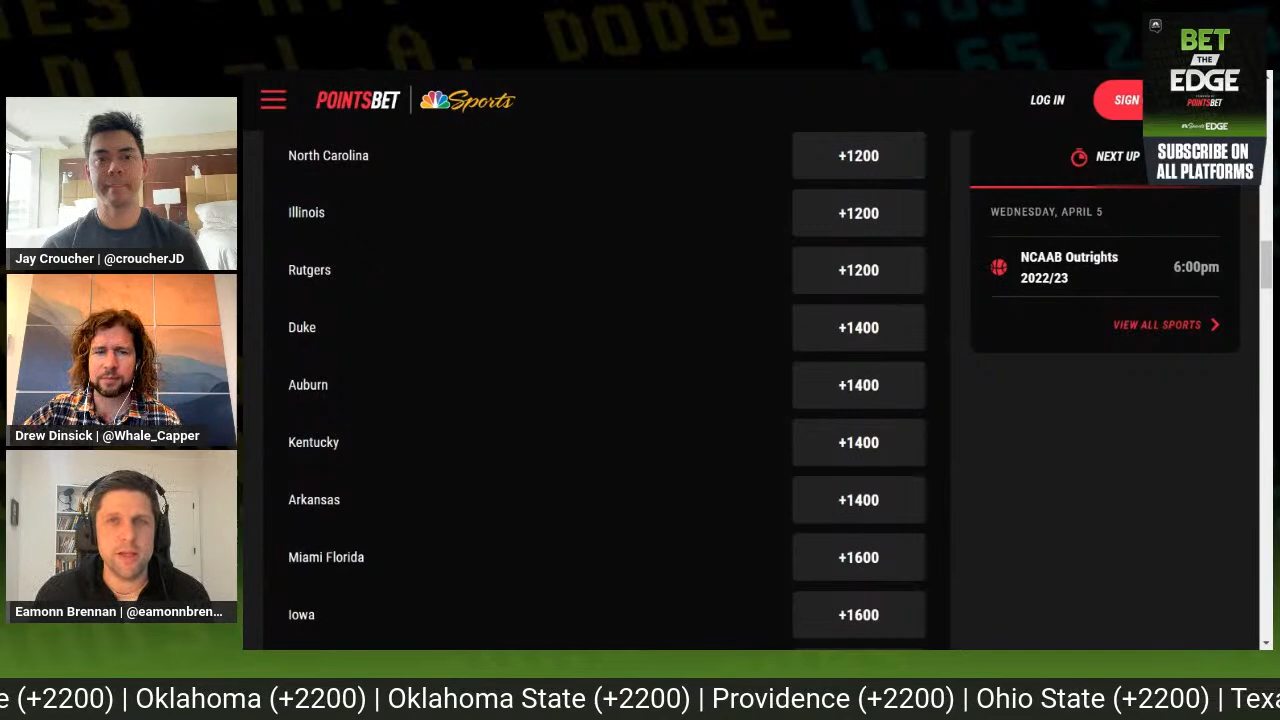 DODGE
BET
THE
EDGE
POINTSBET
EDGE
SUBSCRIBE ON
ALL PLATFORMS
POINTSBET | NBC Sports
LOG IN
SIGN
North Carolina +1200
Illinois +1200
Rutgers +1200
Duke +1400
Auburn +1400
Kentucky +1400
Arkansas +1400
Miami Florida +1600
Iowa +1600
NEXT UP
WEDNESDAY, APRIL 5
NCAAB Outrights
2022/23
6:00pm
VIEW ALL SPORTS
Jay Croucher | @croucherJD
Drew Dinsick | @Whale_Capper
Eamonn Brennan | @eamonnbren...
e (+2200) | Oklahoma (+2200) | Oklahoma State (+2200) | Providence (+2200) | Ohio State (+2200) | Texa